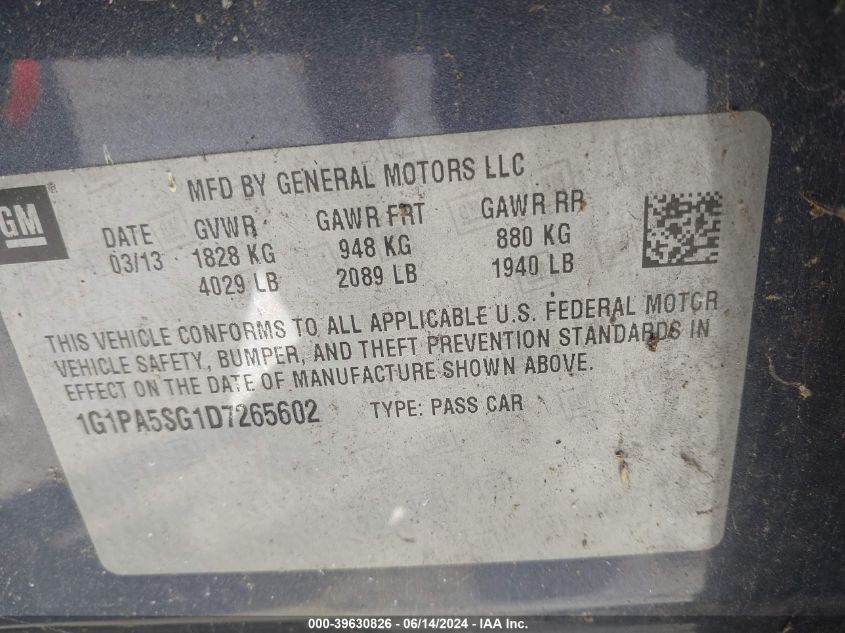 MFD BY GENERAL MOTORS LLC
GM ®
DATE GVWR GAWR FRT GAWR RR
03/13 1828 KG 948 KG 880 KG
4029 LB 2089 LB 1940 LB
THIS VEHICLE CONFORMS TO ALL APPLICABLE U.S. FEDERAL MOTOR
VEHICLE SAFETY, BUMPER, AND THEFT PREVENTION STANDARDS IN
EFFECT ON THE DATE OF MANUFACTURE SHOWN ABOVE.
1G1PA5SG1D7265602 TYPE: PASS CAR
000-39630826 - 06/14/2024 - IAA Inc.